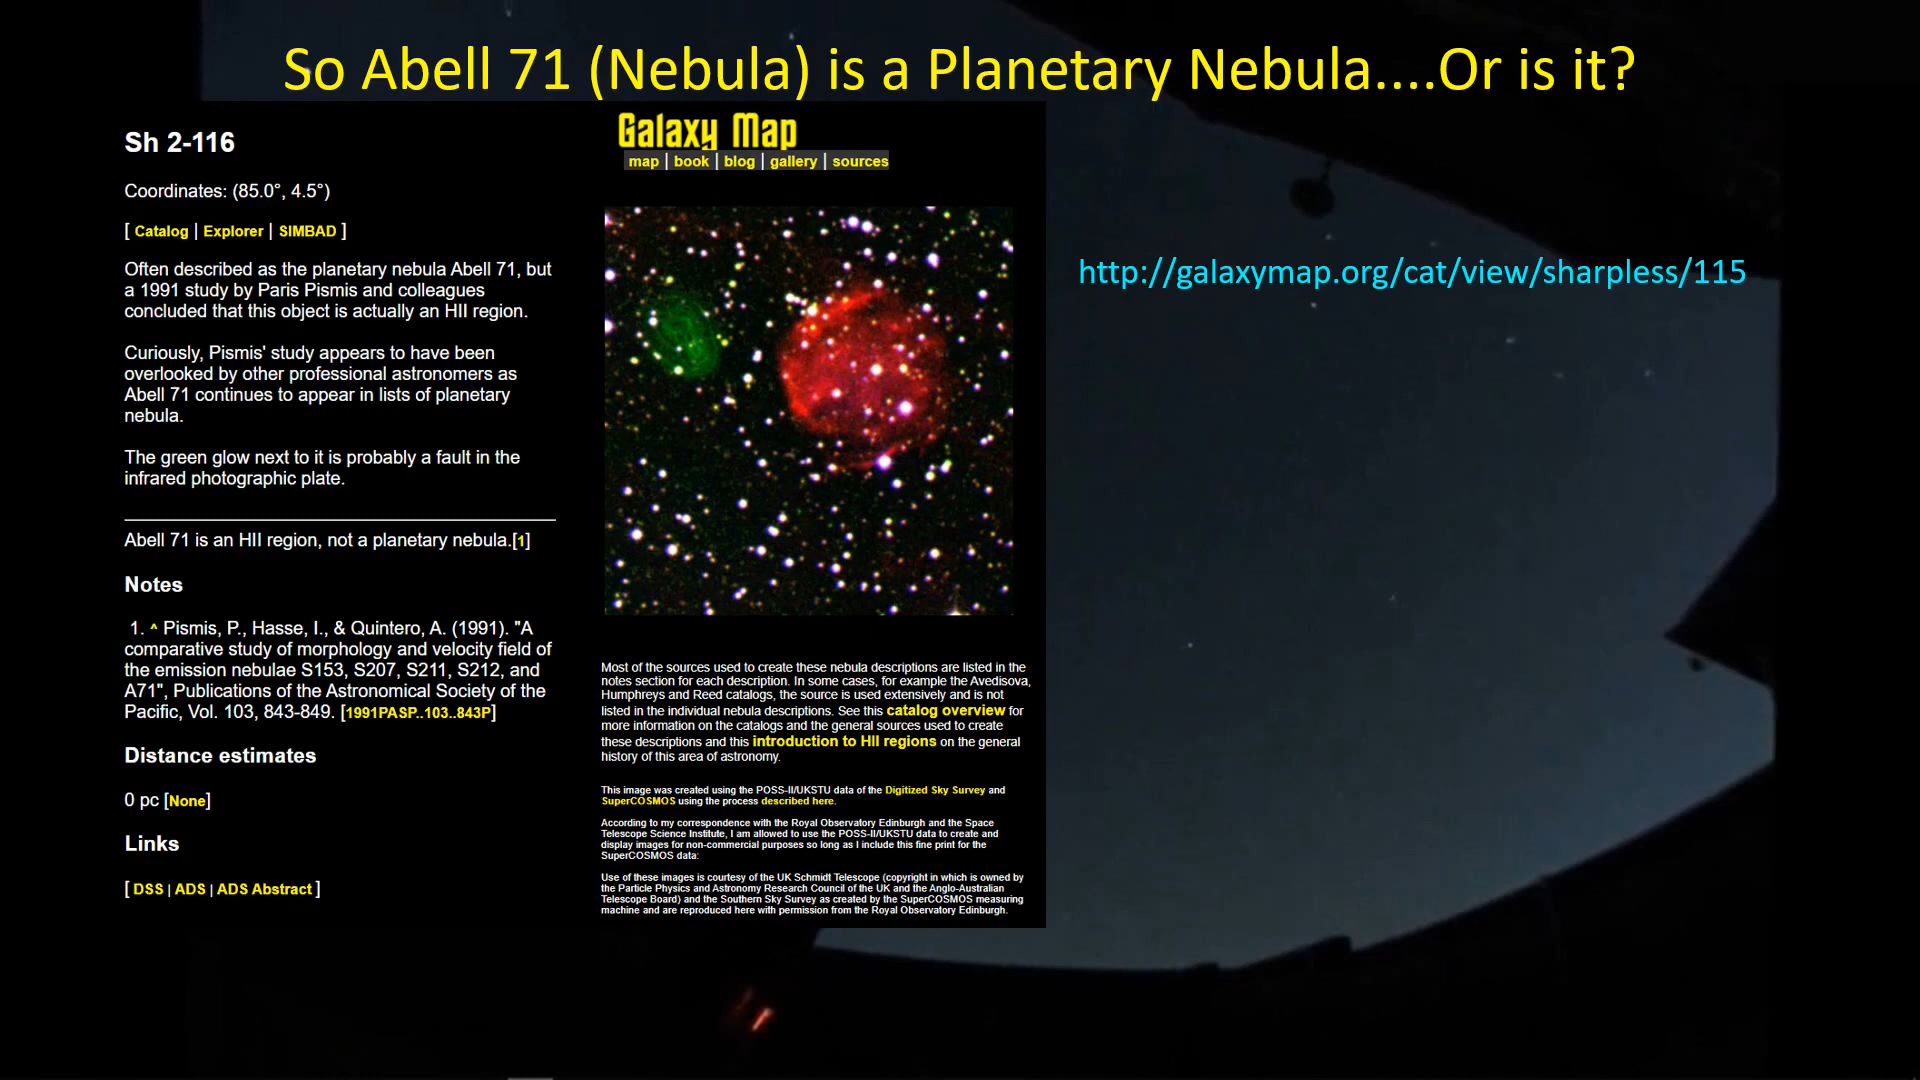 So Abell 71 (Nebula) is a Planetary Nebula....Or is it?
Sh 2-116
Coordinates: (85.0°, 4.5°)
[ Catalog | Explorer | SIMBAD ]
Often described as the planetary nebula Abell 71, but
a 1991 study by Paris Pismis and colleagues
concluded that this object is actually an HII region.
Curiously, Pismis' study appears to have been
overlooked by other professional astronomers as
Abell 71 continues to appear in lists of planetary
nebula.
The green glow next to it is probably a fault in the
infrared photographic plate.
Abell 71 is an HII region, not a planetary nebula.[1]
Notes
1. ^ Pismis, P., Hasse, I., & Quintero, A. (1991). "A
comparative study of morphology and velocity field of
the emission nebulae S153, S207, S211, S212, and
A71", Publications of the Astronomical Society of the
Pacific, Vol. 103, 843-849. [1991PASP..103..843P]
Distance estimates
0 pc [None]
Links
[ DSS | ADS | ADS Abstract ]
Galaxy Map
map | book | blog | gallery | sources
Most of the sources used to create these nebula descriptions are listed in the
notes section for each description. In some cases, for example the Avedisova,
Humphreys and Reed catalogs, the source is used extensively and is not
listed in the individual nebula descriptions. See this catalog overview for
more information on the catalogs and the general sources used to create
these descriptions and this introduction to HII regions on the general
history of this area of astronomy.
This image was created using the POSS-II/UKSTU data of the Digitized Sky Survey and
SuperCOSMOS using the process described here.
According to my correspondence with the Royal Observatory Edinburgh and the Space
Telescope Science Institute, I am allowed to use the POSS-II/UKSTU data to create and
display images for non-commercial purposes so long as I include this fine print for the
SuperCOSMOS data:
Use of these images is courtesy of the UK Schmidt Telescope (copyright in which is owned by
the Particle Physics and Astronomy Research Council of the UK and the Anglo-Australian
Telescope Board) and the Southern Sky Survey as created by the SuperCOSMOS measuring
machine and are reproduced here with permission from the Royal Observatory Edinburgh.
http://galaxymap.org/cat/view/sharpless/115